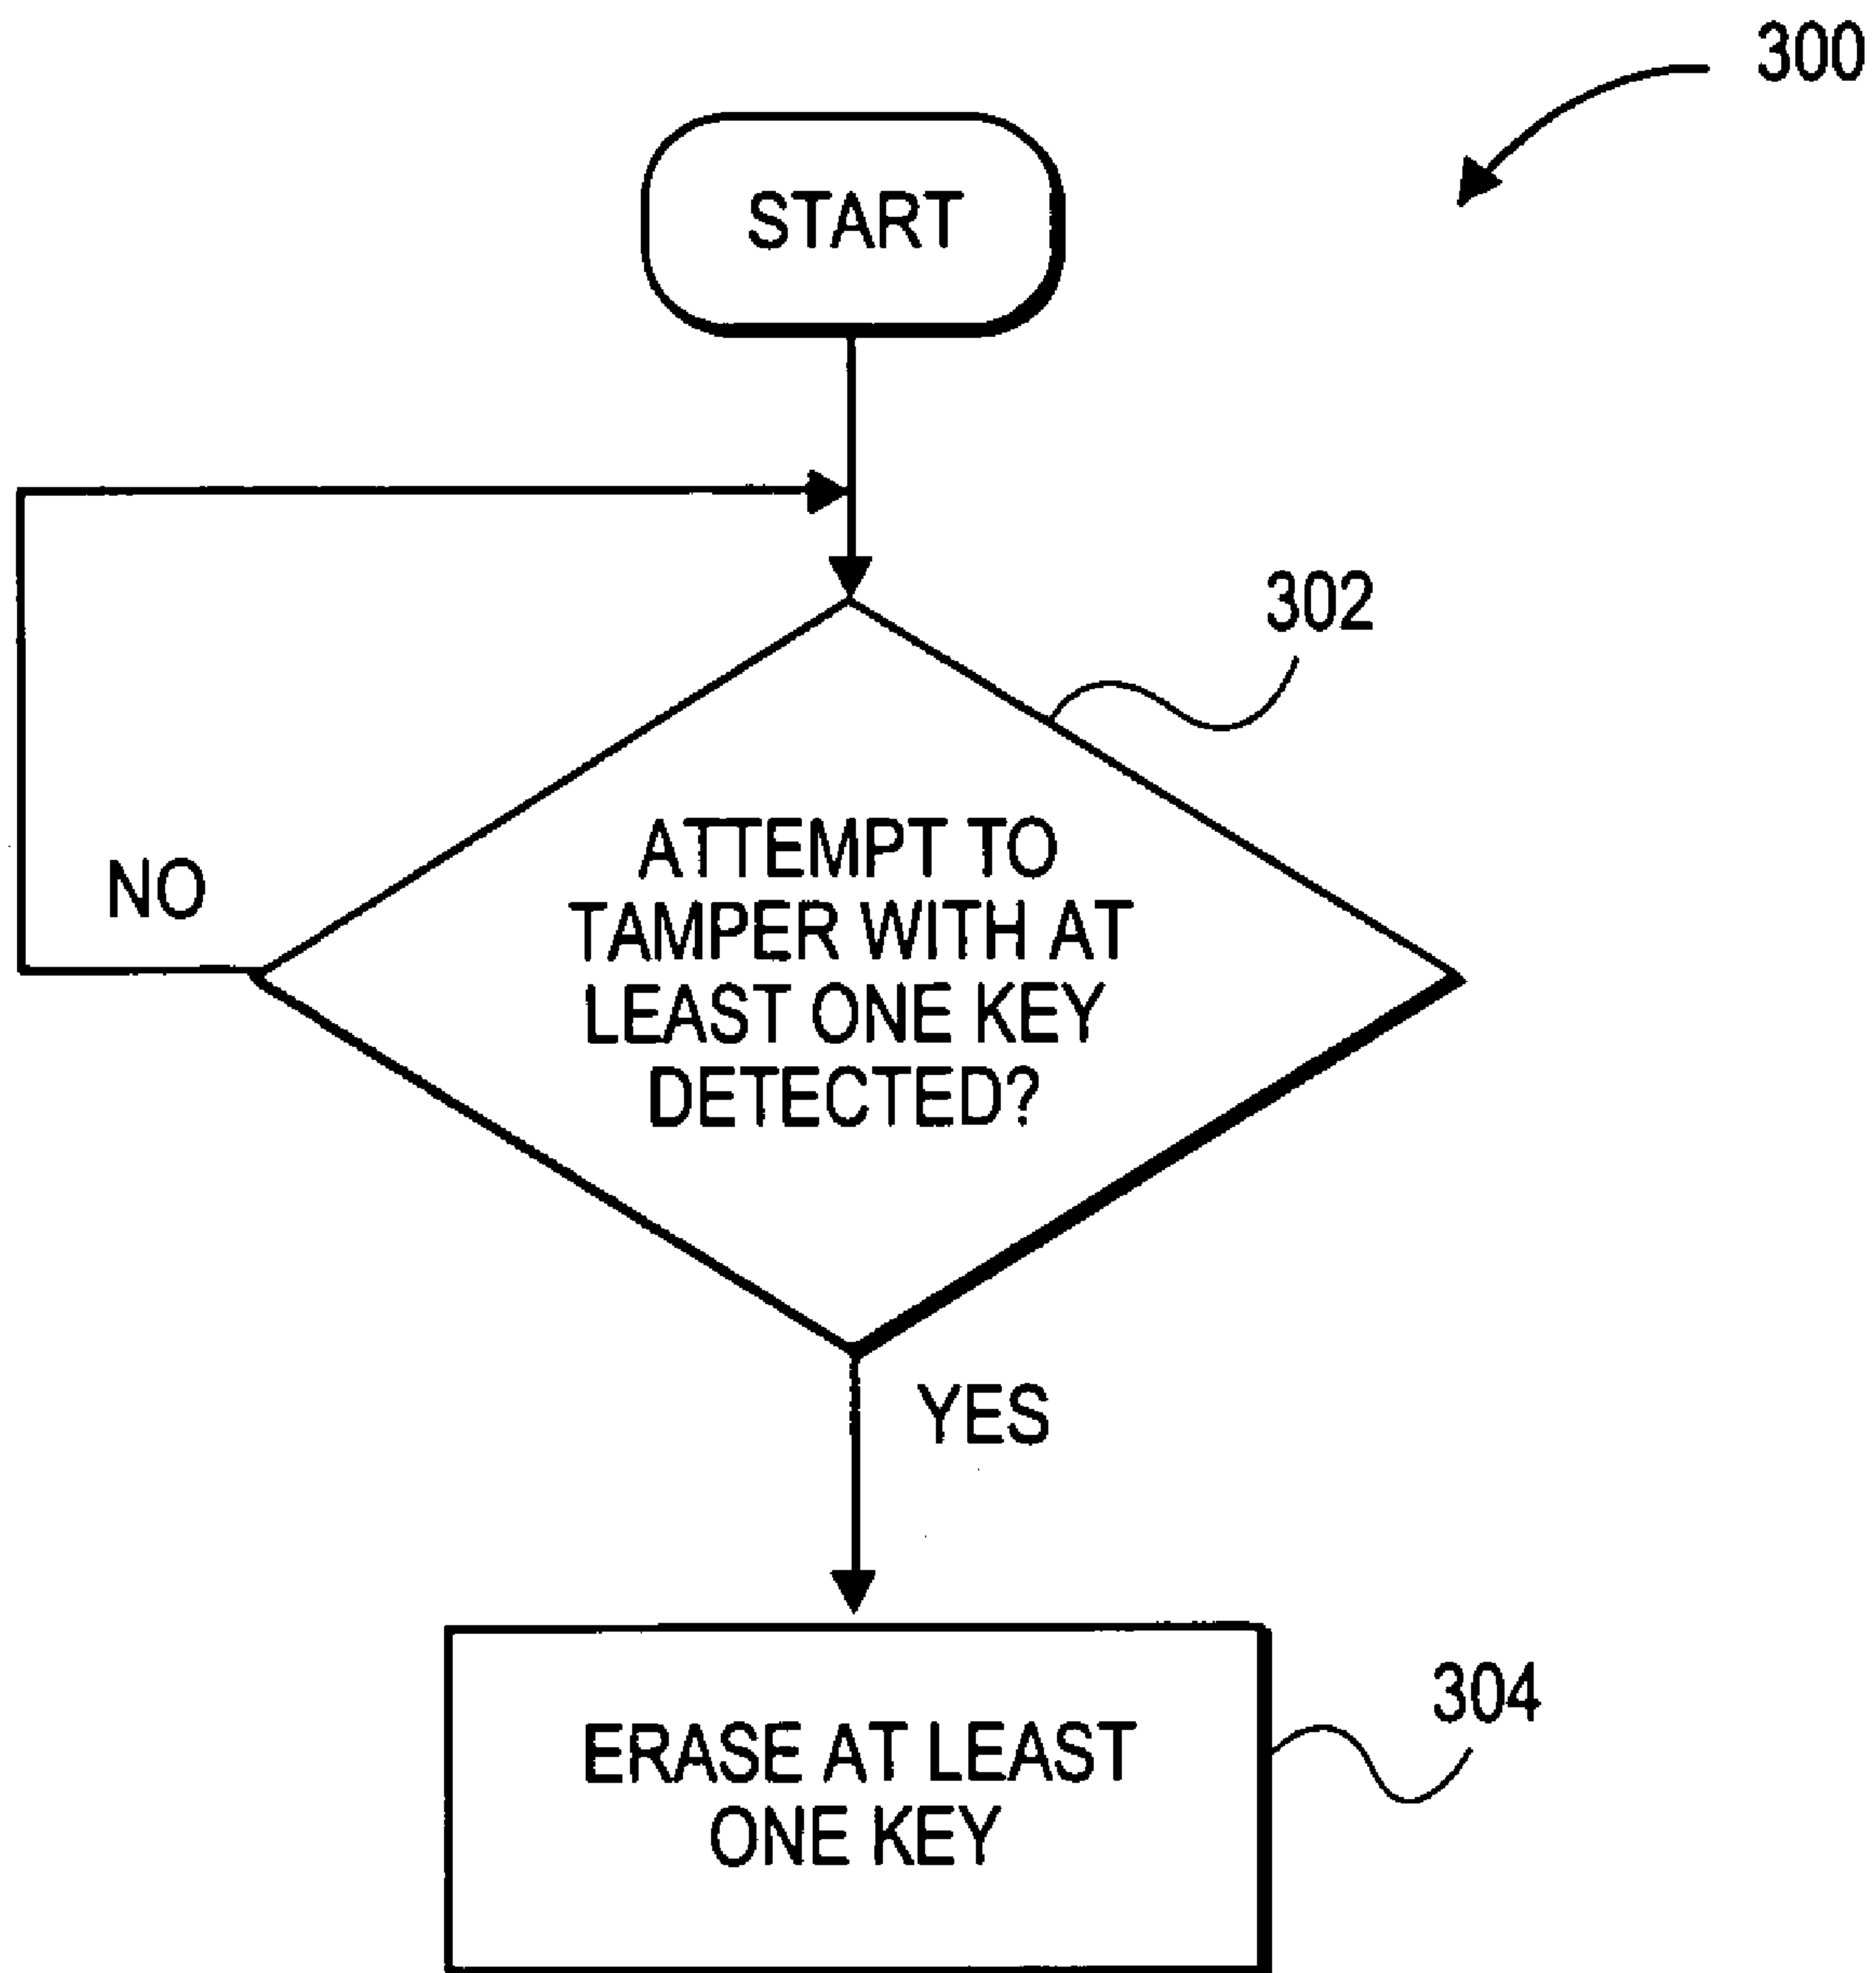 300
START
302
ATTEMPT TO
TAMPER WITH AT
LEAST ONE KEY
DETECTED?
NO
YES
304
ERASE AT LEAST
ONE KEY